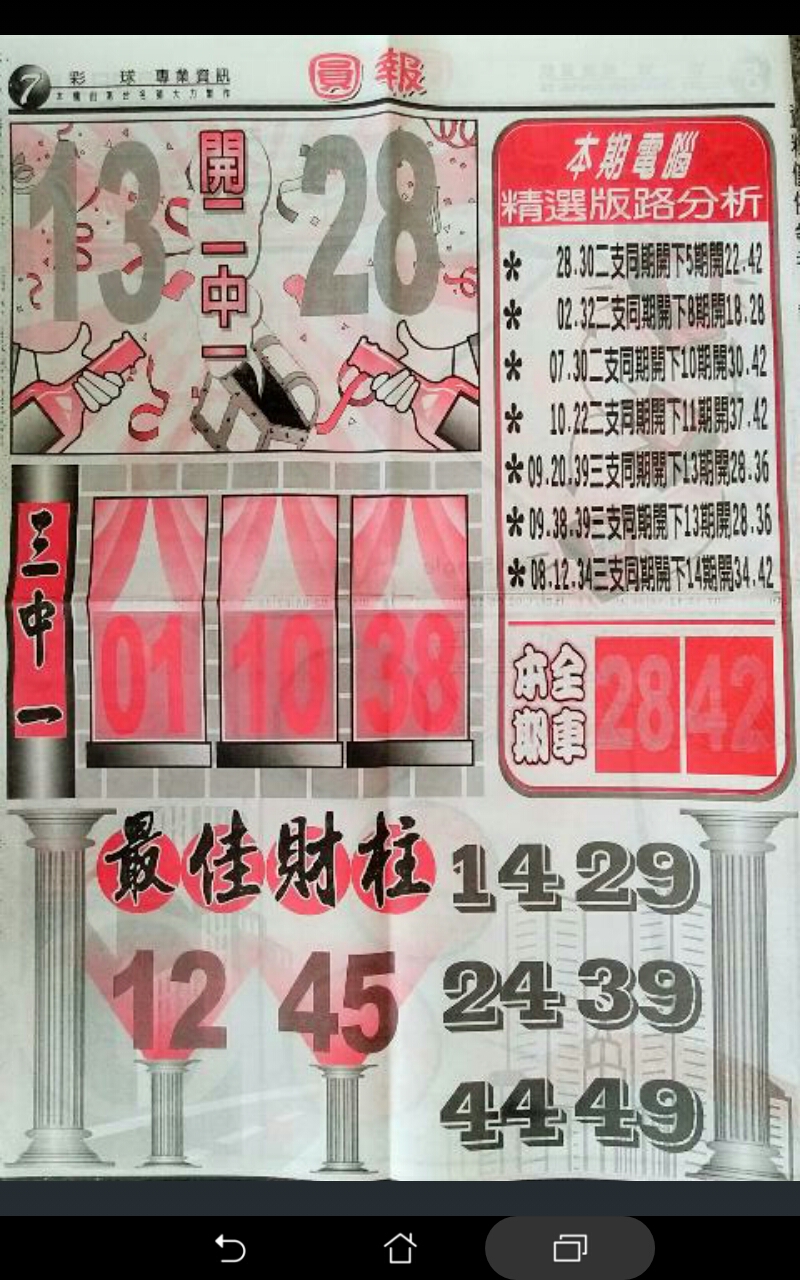 7 彩 球 專業資訊
圓報
13 開二中一 28
本期電腦
精選版路分析
* 28.30二支同期開下5期開22.42
* 02.32二支同期開下8期開18.28
* 07.30二支同期開下10期開30.42
* 10.22二支同期開下11期開37.42
* 09.20.39三支同期開下13期開28.36
* 09.38.39三支同期開下13期開28.36
* 08.12.34三支同期開下14期開34.42
本期全車 28 42
三中一
01 10 38
最佳財柱
12 45
14 29
24 39
44 49